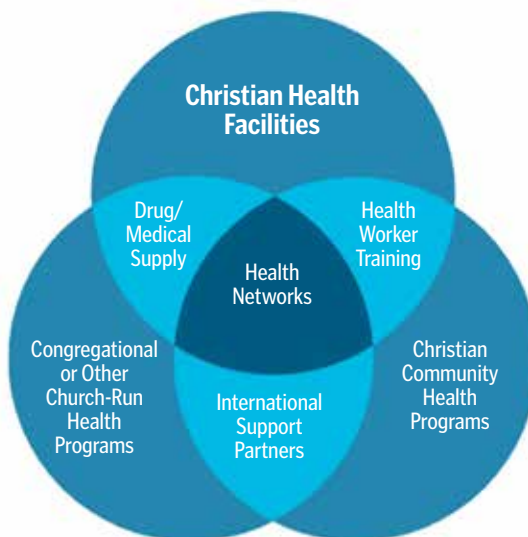 Christian Health
Facilities
Drug/
Medical
Supply
Health
Worker
Training
Health
Networks
Congregational
or Other
Church-Run
Health
Programs
International
Support
Partners
Christian
Community
Health
Programs